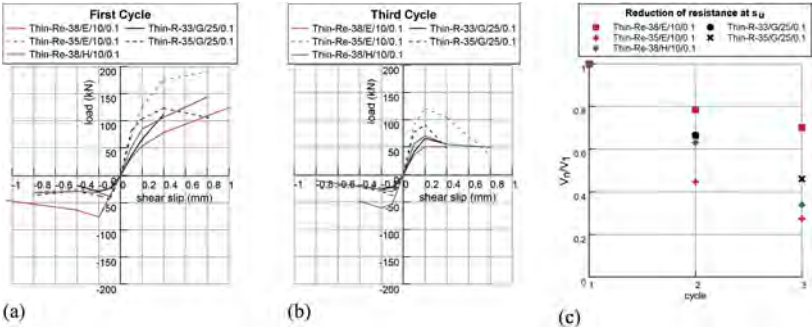 First Cycle
Thin-Re-38/E/10/0.1 Thin-R-33/G/25/0.1
Thin-Re-35/E/10/0.1 Thin-R-35/G/25/0.1
Thin-Re-38/H/10/0.1
load (kN)
200
150
100
50
-1 -0.8 -0.6 -0.4 -0.2 0 0.2 0.4 0.6 0.8 1
shear slip (mm)
-50
-100
-150
-200
(a)
Third Cycle
Thin-Re-38/E/10/0.1 Thin-R-33/G/25/0.1
Thin-Re-35/E/10/0.1 Thin-R-35/G/25/0.1
Thin-Re-38/H/10/0.1
load (kN)
200
150
100
50
-1 -0.8 -0.6 -0.4 -0.2 0 0.2 0.4 0.6 0.8 1
shear slip (mm)
-50
-100
-150
-200
(b)
Reduction of resistance at su
Thin-Re-38/E/10/0.1 Thin-R-33/G/25/0.1
Thin-Re-35/E/10/0.1 Thin-R-35/G/25/0.1
Thin-Re-38/H/10/0.1
Vn/V1
1
0.8
0.6
0.4
0.2
0
1 2 3
cycle
(c)